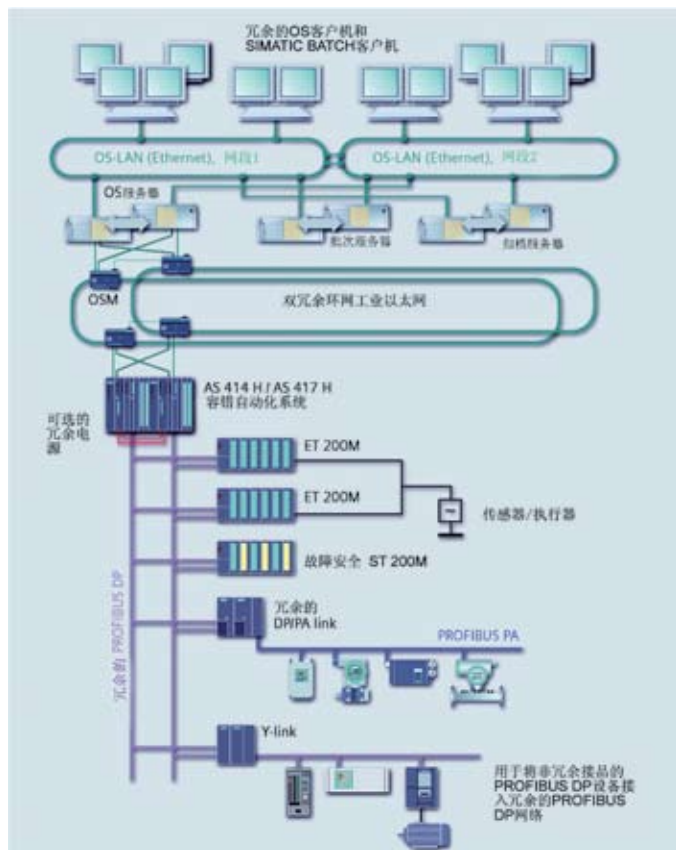 冗余的OS客户机和
SIMATIC BATCH客户机
OS-LAN (Ethernet), 网段1
OS-LAN (Ethernet), 网段2
OS服务器
批次服务器
归档服务器
OSM
双冗余环网工业以太网
AS 414 H / AS 417 H
容错自动化系统
可选的
冗余电
源
ET 200M
ET 200M
传感器/执行器
故障安全 ST 200M
冗余的
DP/PA link
PROFIBUS PA
冗余的 PROFIBUS DP
Y-link
用于将非冗余接品的
PROFIBUS DP设备接
入冗余的PROFIBUS
DP网络